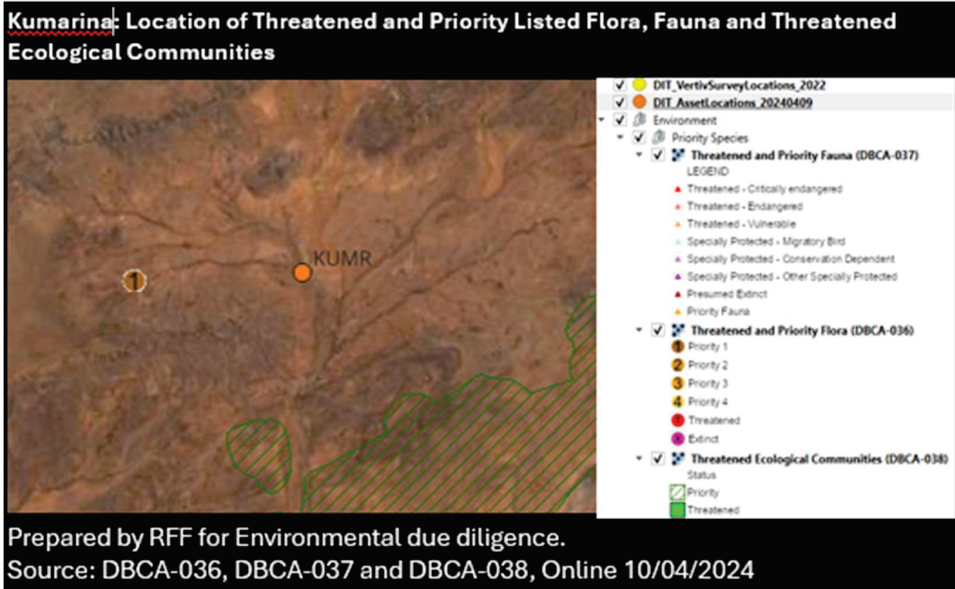 Kumarina: Location of Threatened and Priority Listed Flora, Fauna and Threatened
Ecological Communities
DIT_VertivSurveyLocations_2022
DIT_AssetLocations_20240409
Environment
Priority Species
Threatened and Priority Fauna (DBCA-037)
LEGEND
Threatened - Critically endangered
Threatened - Endangered
Threatened - Vulnerable
Specially Protected - Migratory Bird
Specially Protected - Conservation Dependent
Specially Protected - Other Specially Protected
Presumed Extinct
Priority Fauna
Threatened and Priority Flora (DBCA-036)
1 Priority 1
2 Priority 2
3 Priority 3
4 Priority 4
T Threatened
X Extinct
Threatened Ecological Communities (DBCA-038)
Status
Priority
Threatened
KUMR
1
Prepared by RFF for Environmental due diligence.
Source: DBCA-036, DBCA-037 and DBCA-038, Online 10/04/2024